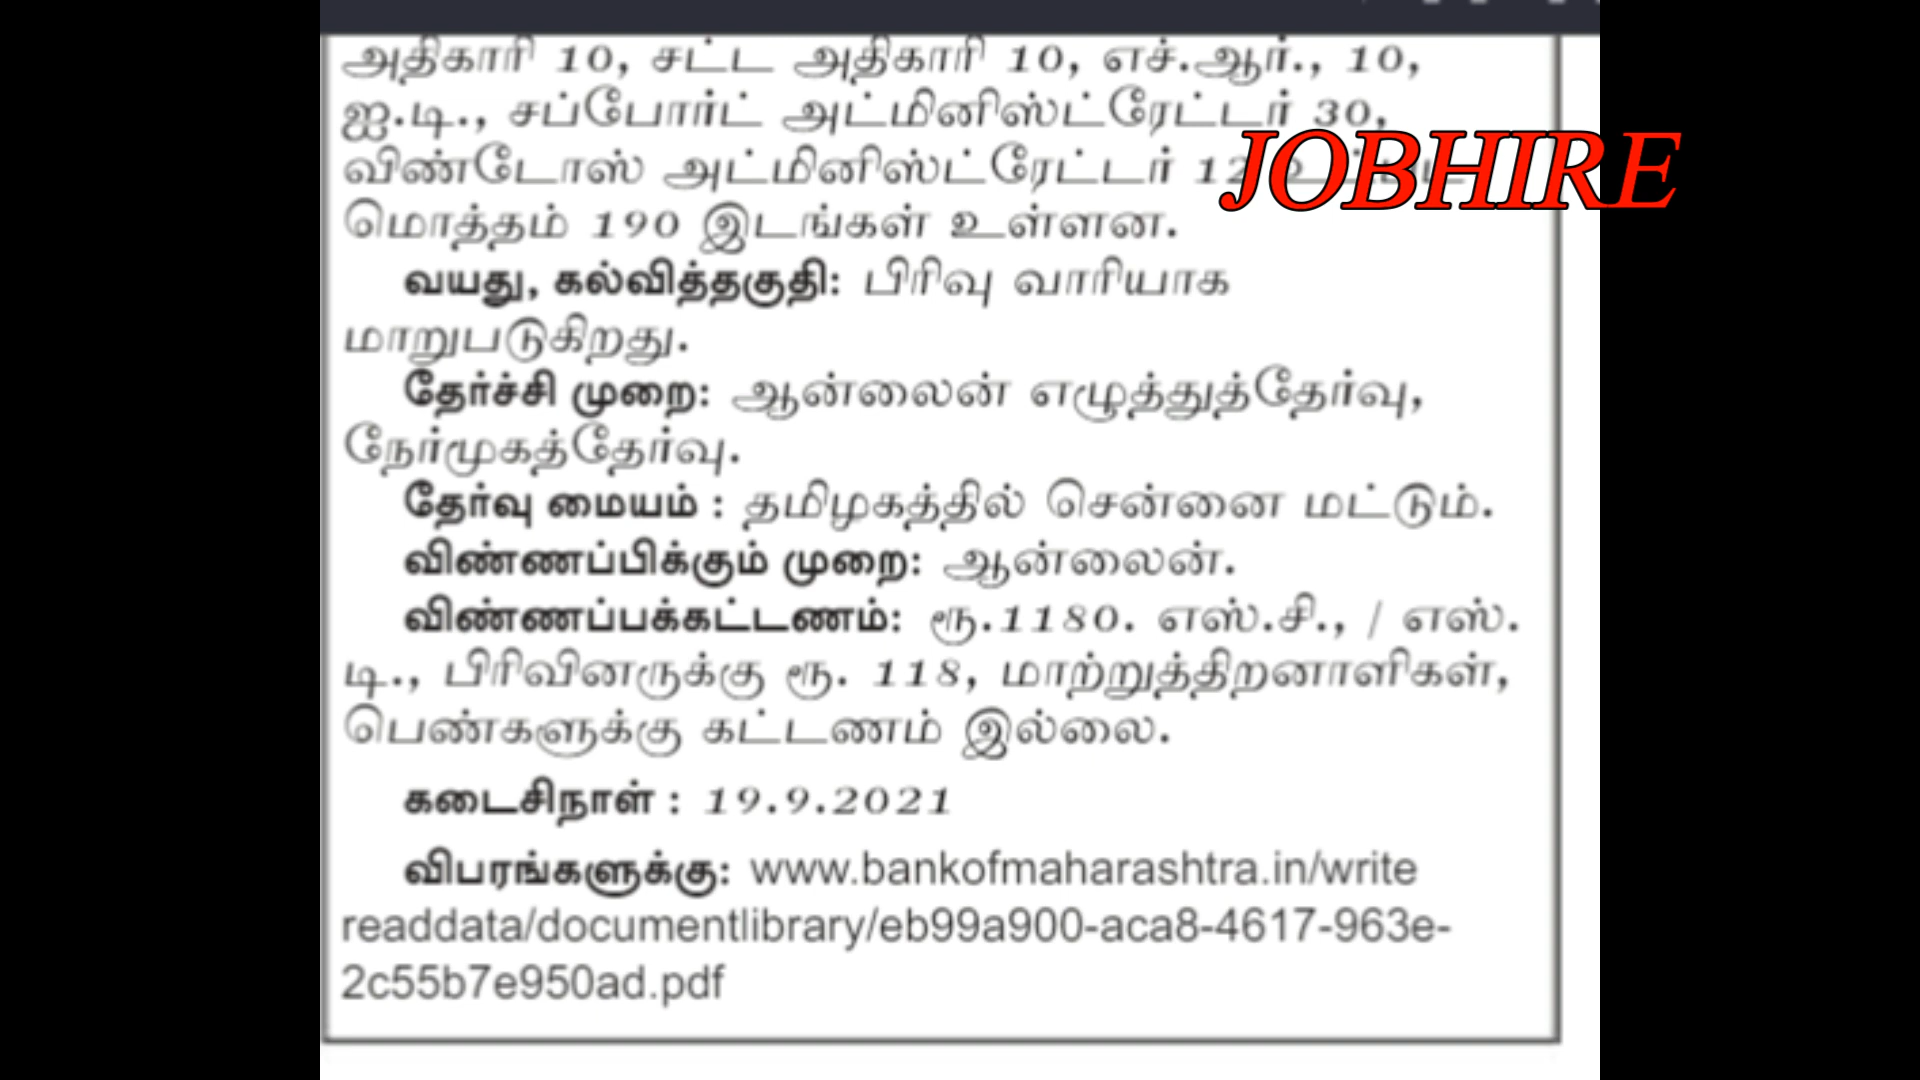 அதிகாரி 10, சட்ட அதிகாரி 10, எச்.ஆர்., 10,
ஐ.டி., சப்போர்ட் அட்மினிஸ்ட்ரேட்டர் 30,
விண்டோஸ் அட்மினிஸ்ட்ரேட்டர் 12
JOBHIRE
மொத்தம் 190 இடங்கள் உள்ளன.
வயது, கல்வித்தகுதி: பிரிவு வாரியாக
மாறுபடுகிறது.
தேர்ச்சி முறை: ஆன்லைன் எழுத்துத்தேர்வு,
நேர்முகத்தேர்வு.
தேர்வு மையம் : தமிழகத்தில் சென்னை மட்டும்.
விண்ணப்பிக்கும் முறை: ஆன்லைன்.
விண்ணப்பக்கட்டணம்: ரூ.1180. எஸ்.சி., / எஸ்.
டி., பிரிவினருக்கு ரூ. 118, மாற்றுத்திறனாளிகள்,
பெண்களுக்கு கட்டணம் இல்லை.
கடைசிநாள் : 19.9.2021
விபரங்களுக்கு: www.bankofmaharashtra.in/write
readdata/documentlibrary/eb99a900-aca8-4617-963e-
2c55b7e950ad.pdf